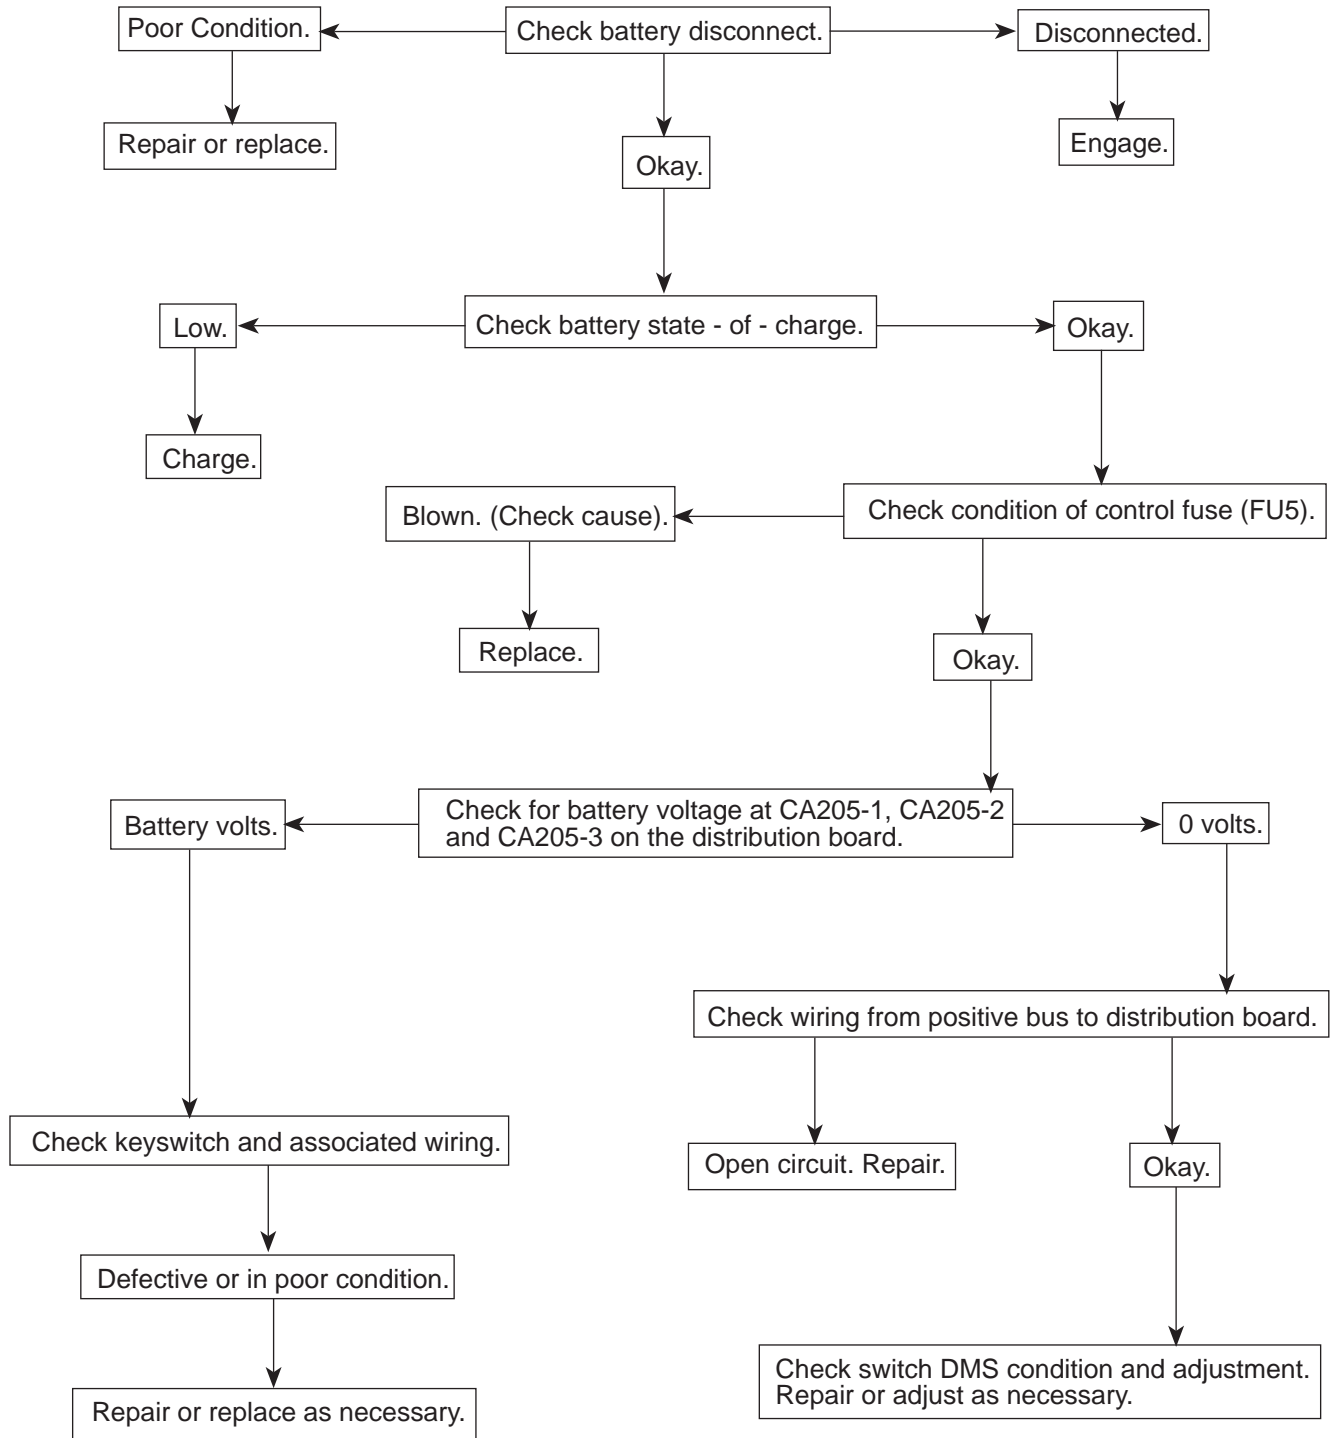 Poor Condition.
Check battery disconnect.
Disconnected.
Repair or replace.
Engage.
Okay.
Low.
Check battery state - of - charge.
Okay.
Charge.
Blown. (Check cause).
Check condition of control fuse (FU5).
Replace.
Okay.
Battery volts.
Check for battery voltage at CA205-1, CA205-2
and CA205-3 on the distribution board.
0 volts.
Check wiring from positive bus to distribution board.
Check keyswitch and associated wiring.
Open circuit. Repair.
Okay.
Defective or in poor condition.
Check switch DMS condition and adjustment.
Repair or adjust as necessary.
Repair or replace as necessary.